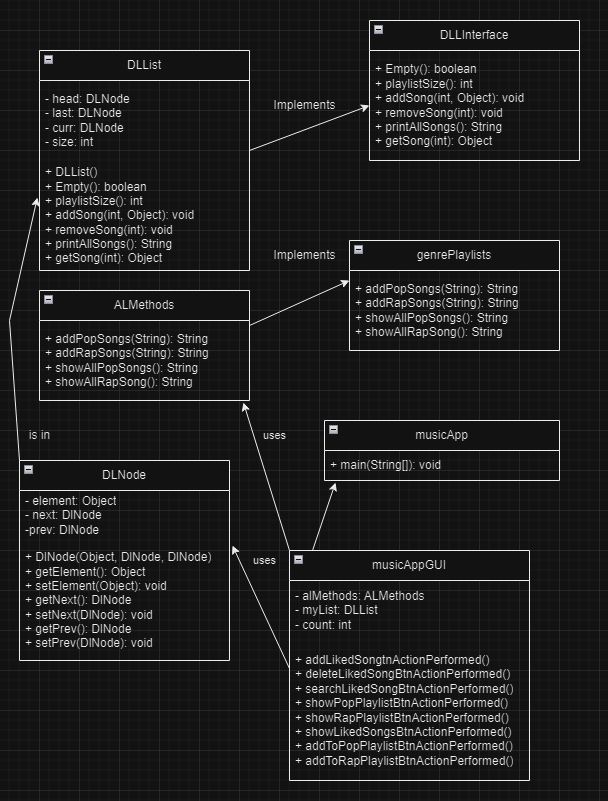 DLList
- head: DLNode
- last: DLNode
- curr: DLNode
- size: int
+ DLList()
+ Empty(): boolean
+ playlistSize(): int
+ addSong(int, Object): void
+ removeSong(int): void
+ printAllSongs(): String
+ getSong(int): Object
Implements
DLLInterface
+ Empty(): boolean
+ playlistSize(): int
+ addSong(int, Object): void
+ removeSong(int): void
+ printAllSongs(): String
+ getSong(int): Object
ALMethods
+ addPopSongs(String): String
+ addRapSongs(String): String
+ showAllPopSongs(): String
+ showAllRapSong(): String
Implements
genrePlaylists
+ addPopSongs(String): String
+ addRapSongs(String): String
+ showAllPopSongs(): String
+ showAllRapSong(): String
is in
uses
musicApp
+ main(String[]): void
DLNode
- element: Object
- next: DlNode
-prev: DlNode
+ DlNode(Object, DlNode, DlNode)
+ getElement(): Object
+ setElement(Object): void
+ getNext(): DlNode
+ setNext(DlNode): void
+ getPrev(): DlNode
+ setPrev(DlNode): void
uses
musicAppGUI
- alMethods: ALMethods
- myList: DLList
- count: int
+ addLikedSongtnActionPerformed()
+ deleteLikedSongBtnActionPerformed()
+ searchLikedSongBtnActionPerformed()
+ showPopPlaylistBtnActionPerformed()
+ showRapPlaylistBtnActionPerformed()
+ showLikedSongsBtnActionPerformed()
+ addToPopPlaylistBtnActionPerformed()
+ addToRapPlaylistBtnActionPerformed()